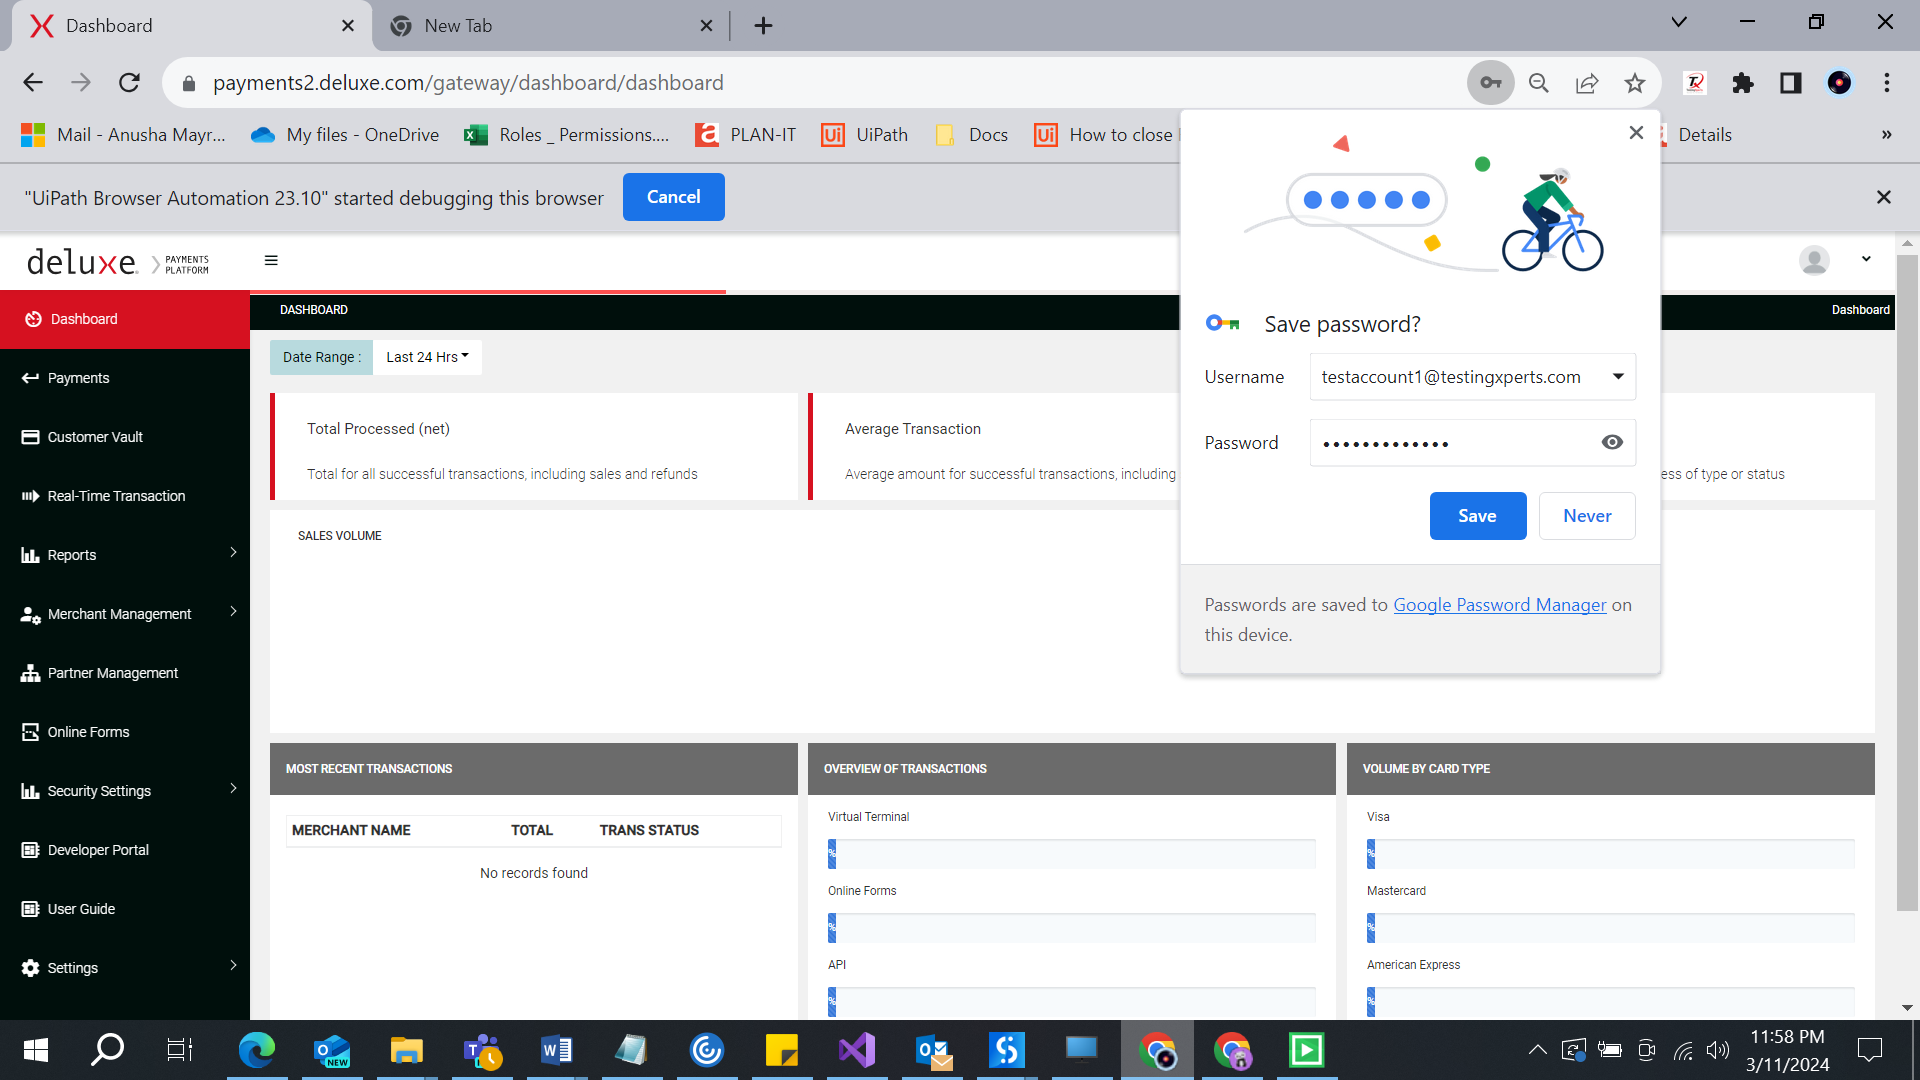 Dashboard
New Tab
payments2.deluxe.com/gateway/dashboard/dashboard
Mail - Anusha Mayr...
My files - OneDrive
Roles _ Permissions....
PLAN-IT
UiPath
Docs
How to close
Details
»
"UiPath Browser Automation 23.10" started debugging this browser
Cancel
deluxe.
PAYMENTS
PLATFORM
Dashboard
Payments
Customer Vault
Real-Time Transaction
Reports
Merchant Management
Partner Management
Online Forms
Security Settings
Developer Portal
User Guide
Settings
DASHBOARD
Dashboard
Date Range :
Last 24 Hrs
Total Processed (net)
Total for all successful transactions, including sales and refunds
Average Transaction
Average amount for successful transactions, including
ess of type or status
SALES VOLUME
Save password?
Username
testaccount1@testingxperts.com
Password
•••••••••••••
Save
Never
Passwords are saved to Google Password Manager on
this device.
MOST RECENT TRANSACTIONS
MERCHANT NAME TOTAL TRANS STATUS
No records found
OVERVIEW OF TRANSACTIONS
Virtual Terminal
%
Online Forms
%
API
%
VOLUME BY CARD TYPE
Visa
%
Mastercard
%
American Express
%
NEW
11:58 PM
3/11/2024